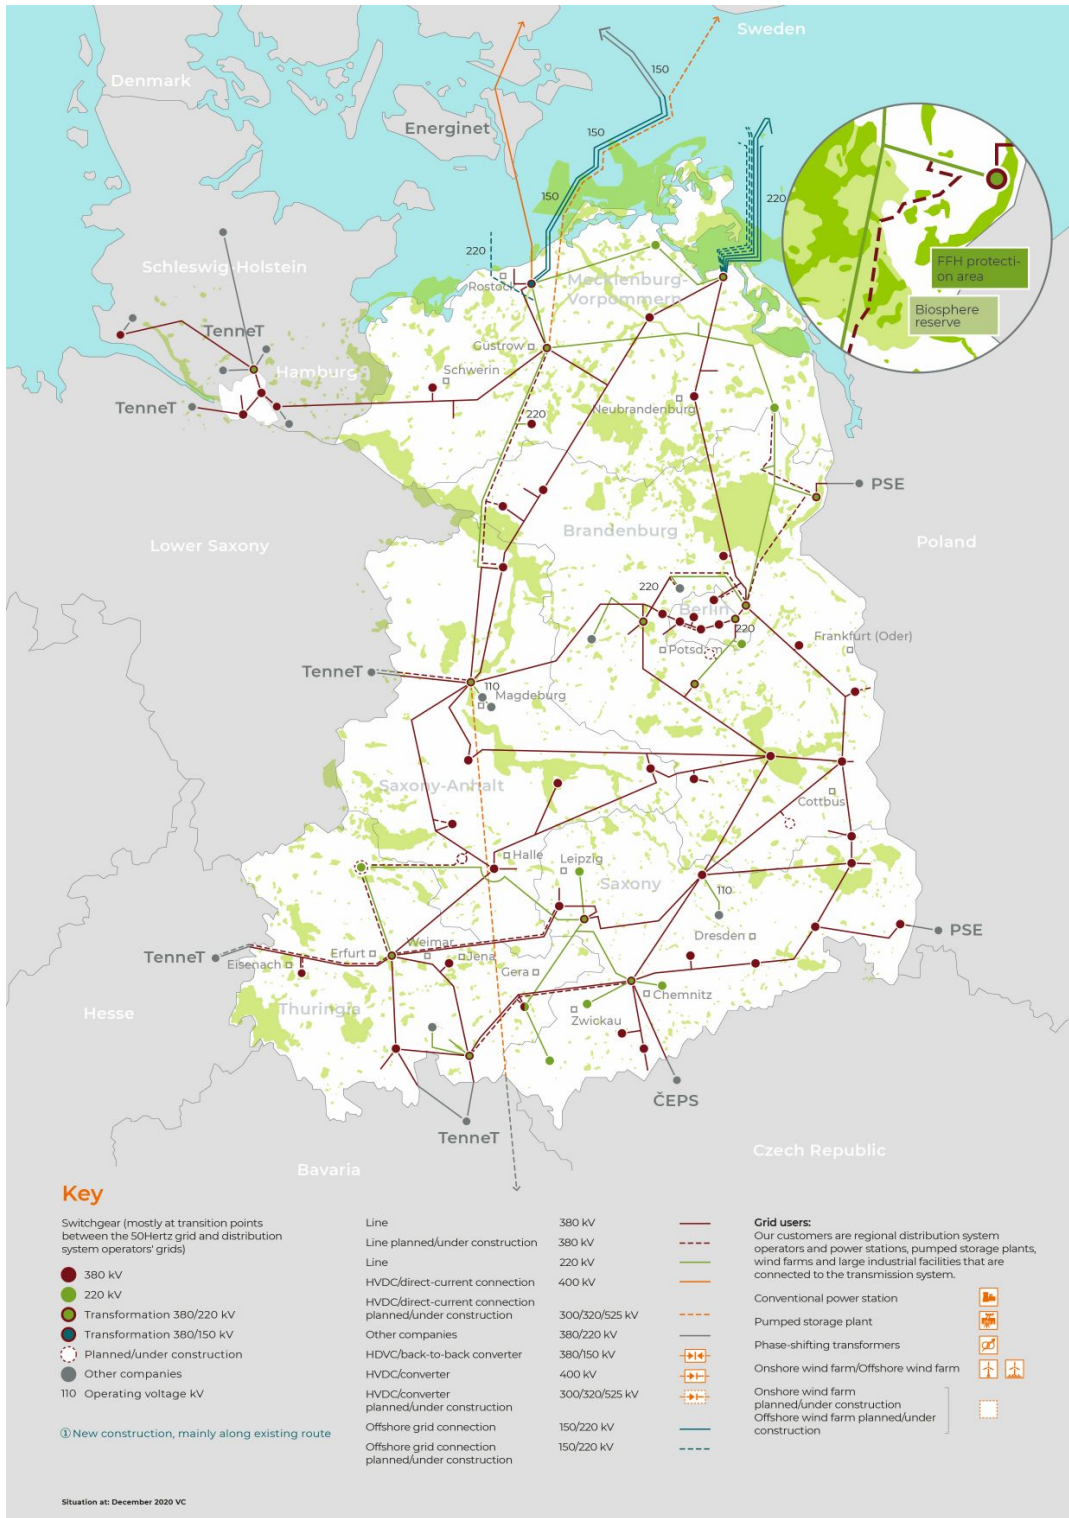 Sweden
Denmark
150
Energinet
150
150
220
220
FFH protecti-
on area
Biosphere
reserve
Schleswig-Holstein
Rostock
Mecklenburg-
Vorpommern
TenneT
Güstrow
Schwerin
Hamburg
TenneT
220
Neubrandenburg
PSE
Brandenburg
Lower Saxony
Poland
220
Berlin
220
Frankfurt (Oder)
Potsdam
TenneT
110
Magdeburg
Saxony-Anhalt
Cottbus
Halle
Leipzig
Saxony
110
Dresden
PSE
TenneT
Eisenach
Erfurt
Weimar
Jena
Gera
Chemnitz
Zwickau
Thuringia
Hesse
ČEPS
TenneT
Bavaria
Czech Republic
Key
Switchgear (mostly at transition points
between the 50Hertz grid and distribution
system operators' grids)
380 kV
220 kV
Transformation 380/220 kV
Transformation 380/150 kV
Planned/under construction
Other companies
110 Operating voltage kV
① New construction, mainly along existing route
Line 380 kV
Line planned/under construction 380 kV
Line 220 kV
HVDC/direct-current connection 400 kV
HVDC/direct-current connection
planned/under construction 300/320/525 kV
Other companies 380/220 kV
HDVC/back-to-back converter 380/150 kV
HVDC/converter 400 kV
HVDC/converter 300/320/525 kV
planned/under construction
Offshore grid connection 150/220 kV
Offshore grid connection 150/220 kV
planned/under construction
Grid users:
Our customers are regional distribution system
operators and power stations, pumped storage plants,
wind farms and large industrial facilities that are
connected to the transmission system.
Conventional power station
Pumped storage plant
Phase-shifting transformers
Onshore wind farm/Offshore wind farm
Onshore wind farm
planned/under construction
Offshore wind farm planned/under
construction
Situation at: December 2020 VC